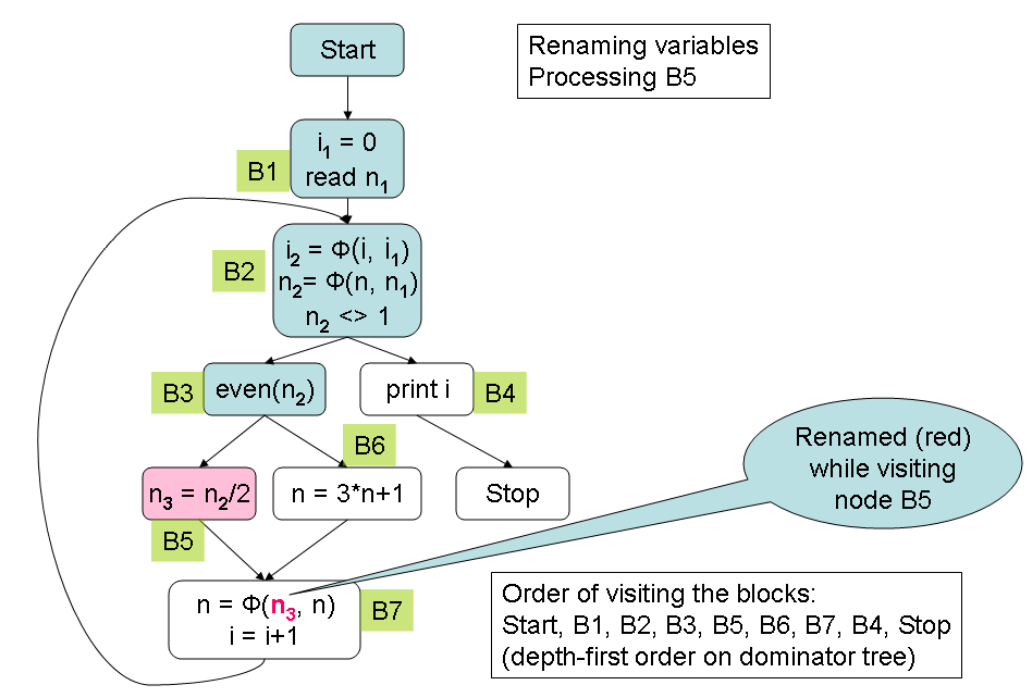 Start
Renaming variables
Processing B5
i₁ = 0
read n₁
B1
i₂ = Φ(i, i₁)
n₂= Φ(n, n₁)
n₂ <> 1
B2
B3
even(n₂)
print i
B4
B6
n₃ = n₂/2
n = 3*n+1
Stop
B5
Renamed (red)
while visiting
node B5
n = Φ(n₃, n)
i = i+1
B7
Order of visiting the blocks:
Start, B1, B2, B3, B5, B6, B7, B4, Stop
(depth-first order on dominator tree)